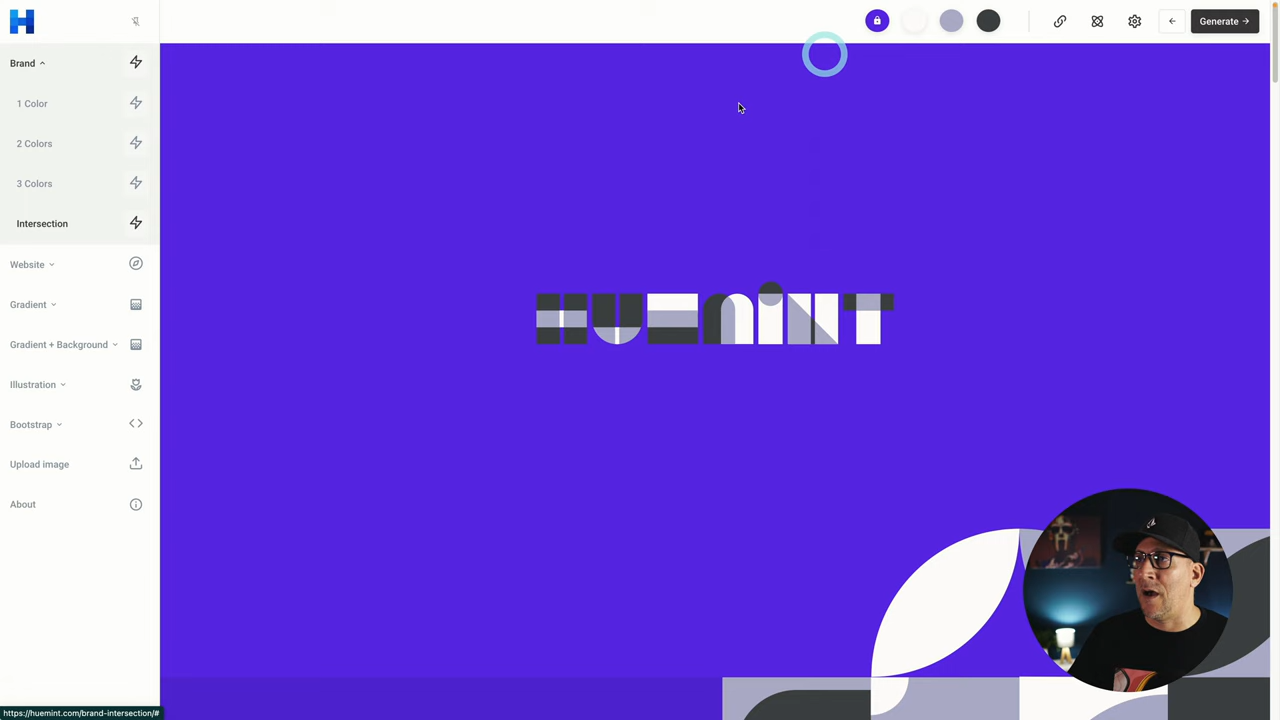 H
Generate →
Brand
1 Color
2 Colors
3 Colors
Intersection
Website
Gradient
Gradient + Background
Illustration
Bootstrap
Upload image
About
HUEMiNT
https://huemint.com/brand-intersection/#